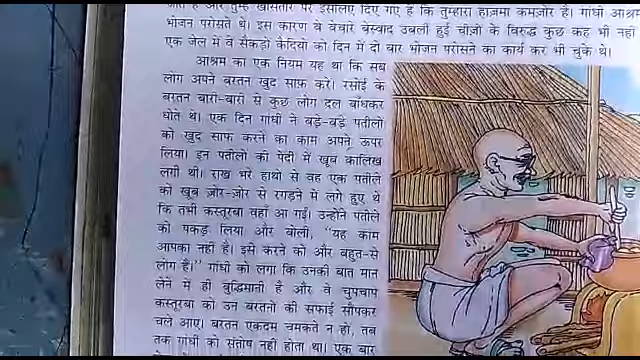 जाते हैं और तुम्हें खासतौर पर इसलिए दिए गए हैं कि तुम्हारा हाज़मा कमज़ोर है। गांधी आश्रम
भोजन परोसते थे। इस कारण वे बेचारे बेस्वाद उबली हुई चीज़ों के विरुद्ध कुछ कह भी नहीं
एक जेल में वे सैकड़ों कैदियों को दिन में दो बार भोजन परोसने का कार्य कर भी चुके थे।
आश्रम का एक नियम यह था कि सब
लोग अपने बरतन खुद साफ़ करें। रसोई के
बरतन बारी-बारी से कुछ लोग दल बाँधकर
धोते थे। एक दिन गांधी ने बड़े-बड़े पतीलों
को खुद साफ करने का काम अपने ऊपर
लिया। इन पतीलों की पेंदी में खूब कालिख
लगी थी। राख भरे हाथों से वह एक पतीले
को खूब ज़ोर-ज़ोर से रगड़ने में लगे हुए थे
कि तभी कस्तूरबा वहाँ आ गईं। उन्होंने पतीले
को पकड़ लिया और बोलीं, "यह काम
आपका नहीं है। इसे करने को और बहुत-से
लोग हैं।" गांधी को लगा कि उनकी बात मान
लेने में ही बुद्धिमानी है और वे चुपचाप
कस्तूरबा को उन बरतनों की सफाई सौंपकर
चले आए। बरतन एकदम चमकते न हों, तब
तक गांधी को संतोष नहीं होता था। एक बार